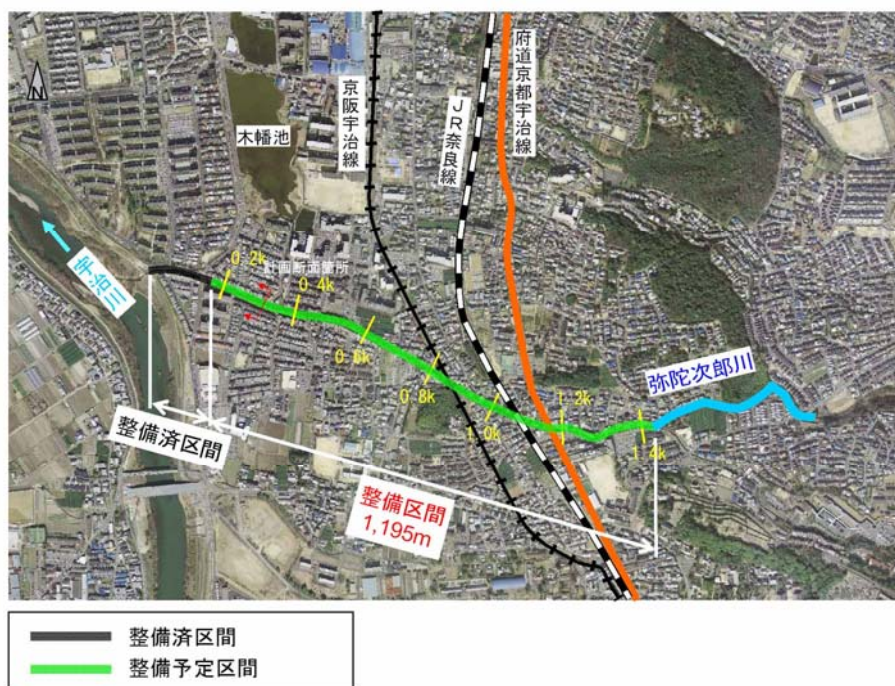 京阪宇治線
JR奈良線
府道京都宇治線
N
木幡池
宇治川
0.2k
計画断面箇所
0.4k
0.6k
0.8k
1.0k
1.2k
1.4k
弥陀次郎川
整備済区間
整備区間
1,195m
整備済区間
整備予定区間